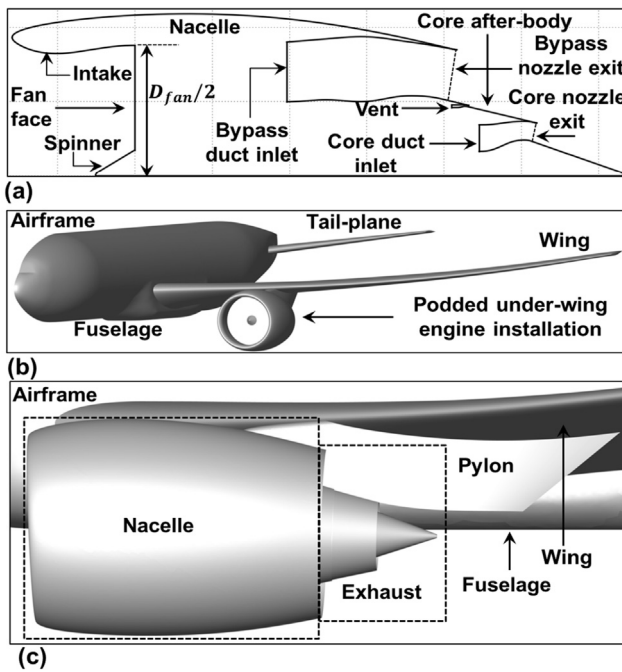 Nacelle
Core after-body
Intake
Bypass
nozzle exit
D_fan/2
Fan
face
Core nozzle
exit
Vent
Spinner
Bypass
duct inlet
Core duct
inlet
(a)
Airframe
Tail-plane
Wing
Fuselage
Podded under-wing
engine installation
(b)
Airframe
Pylon
Nacelle
Wing
Fuselage
Exhaust
(c)